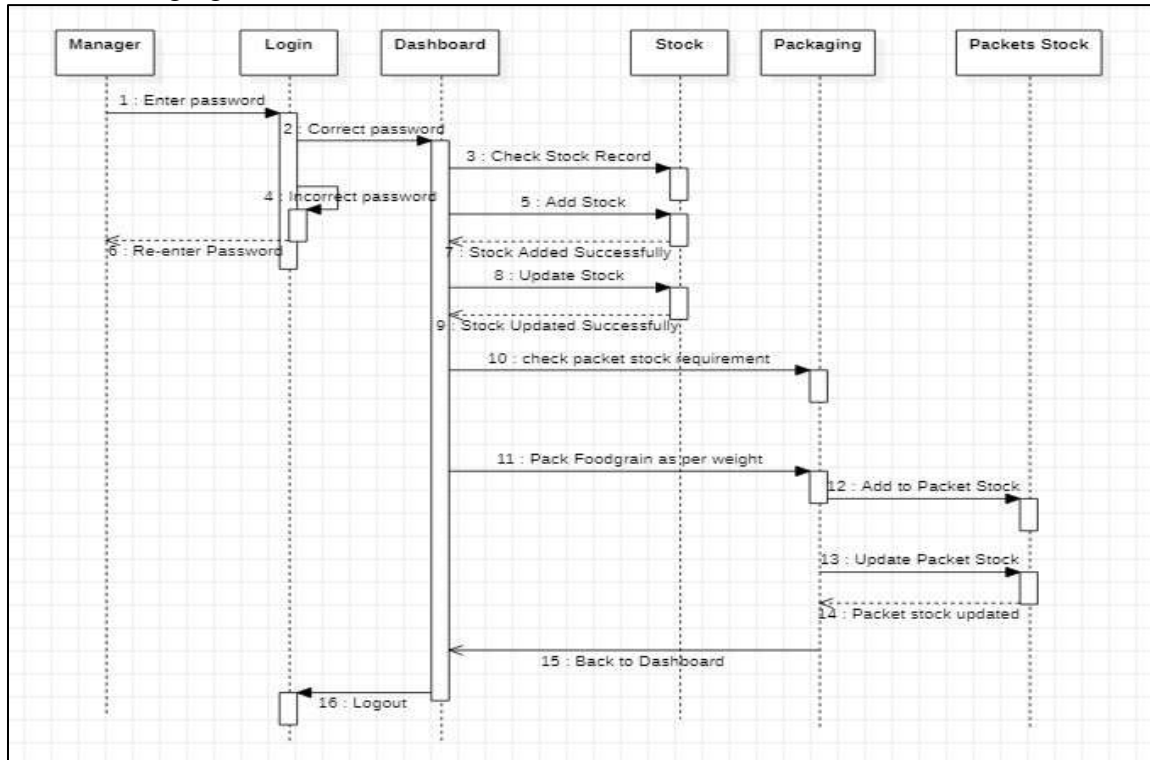 Manager
Login
Dashboard
Stock
Packaging
Packets Stock
1 : Enter password
2 : Correct password
3 : Check Stock Record
4 : Incorrect password
5 : Add Stock
6 : Re-enter Password
7 : Stock Added Successfully
8 : Update Stock
9 : Stock Updated Successfully
10 : check packet stock requirement
11 : Pack Foodgrain as per weight
12 : Add to Packet Stock
13 : Update Packet Stock
14 : Packet stock updated
15 : Back to Dashboard
16 : Logout